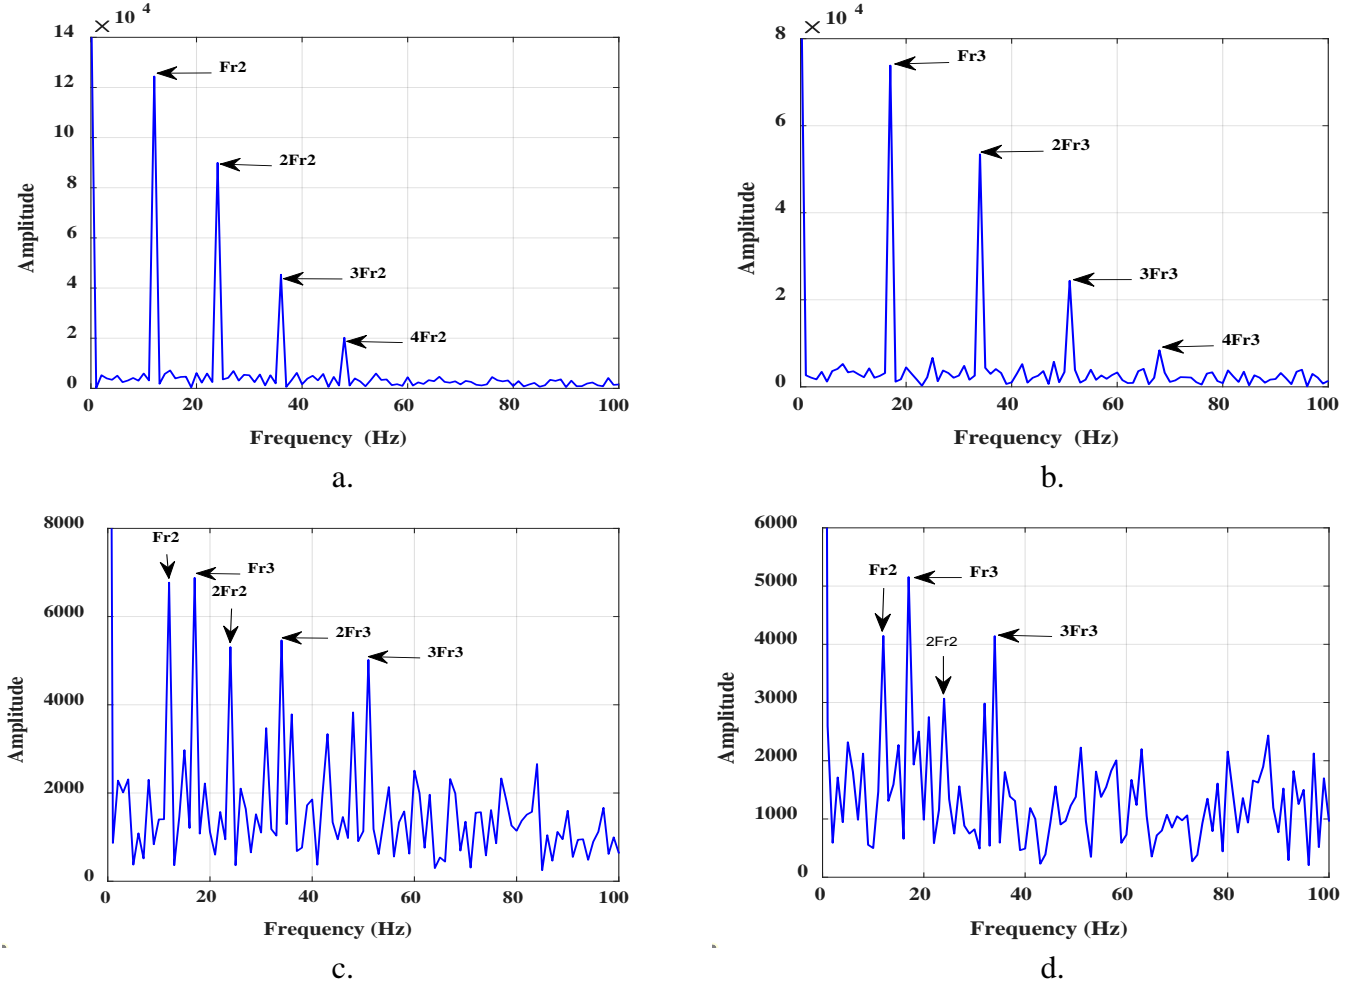 × 10 4
14
12
10
8
6
4
2
0
Amplitude
Fr2
2Fr2
3Fr2
4Fr2
0 20 40 60 80 100
Frequency (Hz)
a.
× 10 4
8
6
4
2
0
Amplitude
Fr3
2Fr3
3Fr3
4Fr3
0 20 40 60 80 100
Frequency (Hz)
b.
8000
6000
4000
2000
0
Amplitude
Fr2
Fr3
2Fr2
2Fr3
3Fr3
0 20 40 60 80 100
Frequency (Hz)
c.
6000
5000
4000
3000
2000
1000
0
Amplitude
Fr2
Fr3
2Fr2
3Fr3
0 20 40 60 80 100
Frequency (Hz)
d.